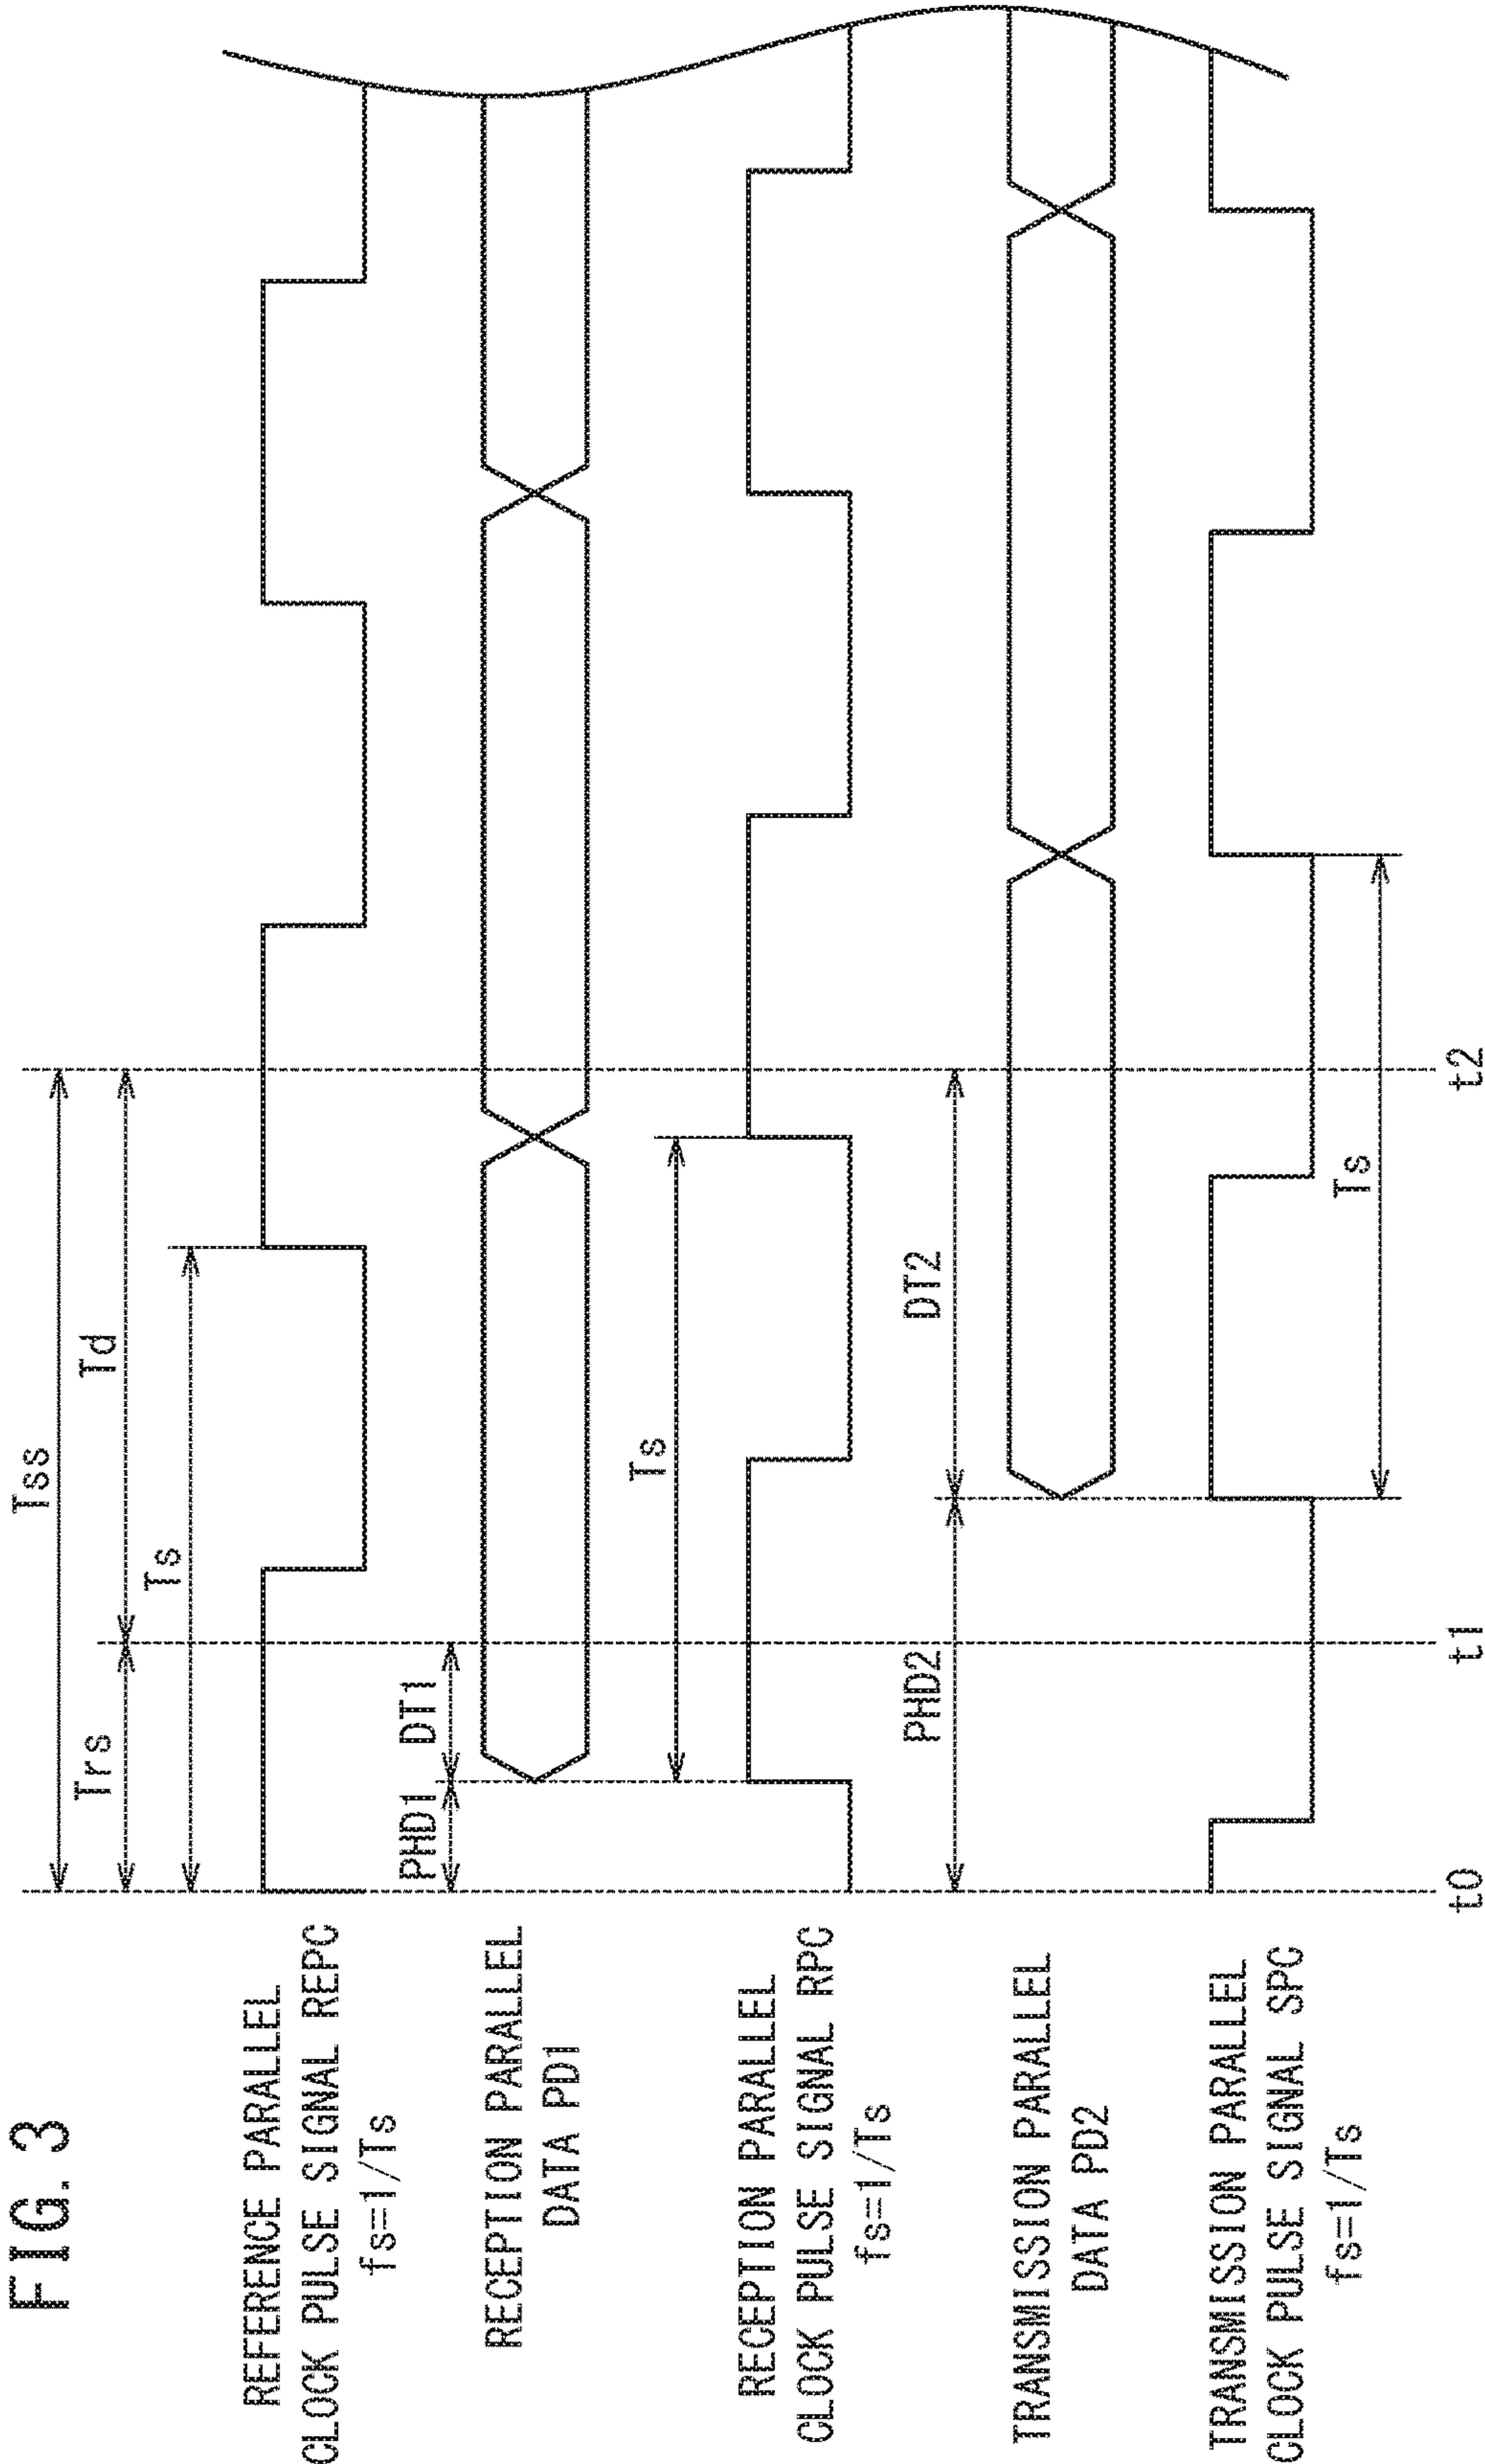 FIG. 3
Tss
Trs
Td
Ts
REFERENCE PARALLEL
CLOCK PULSE SIGNAL REPC
fs=1/Ts
PHD1
DT1
RECEPTION PARALLEL
DATA PD1
Ts
RECEPTION PARALLEL
CLOCK PULSE SIGNAL RPC
fs=1/Ts
PHD2
DT2
TRANSMISSION PARALLEL
DATA PD2
TRANSMISSION PARALLEL
CLOCK PULSE SIGNAL SPC
fs=1/Ts
Ts
t0
t1
t2